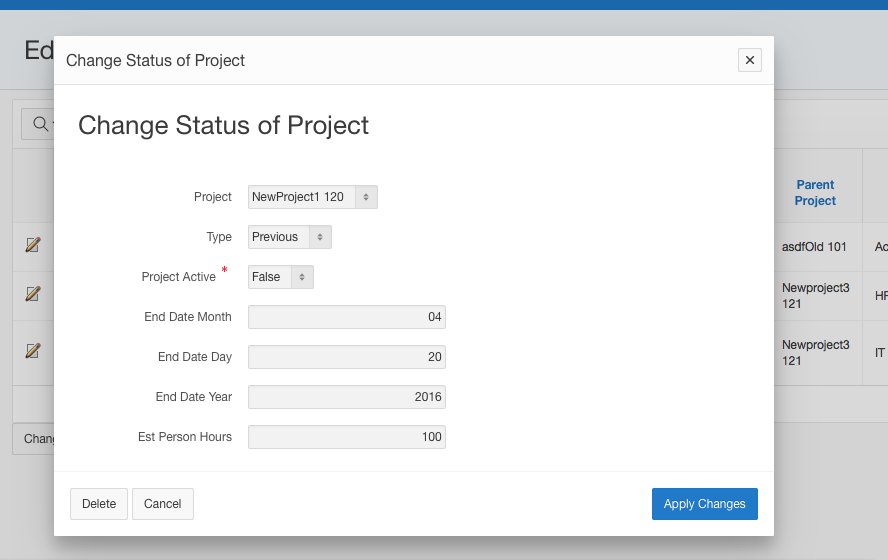 Ed
Change Status of Project
Change Status of Project
Project NewProject1 120
Type Previous
Project Active * False
End Date Month 04
End Date Day 20
End Date Year 2016
Est Person Hours 100
Delete Cancel Apply Changes
Parent
Project
asdfOld 101 Ac
Newproject3
121
HF
Newproject3
121
IT
Chan